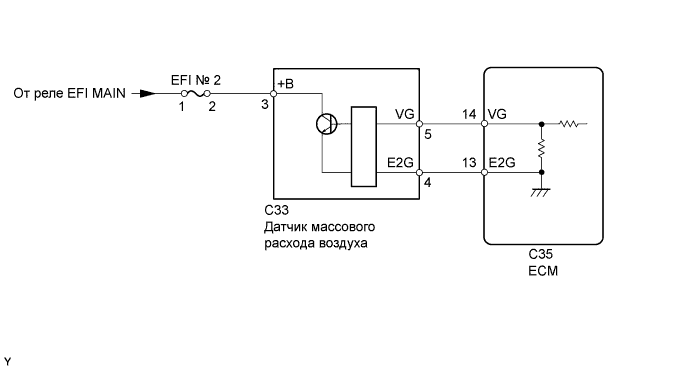 От реле EFI MAIN
EFI № 2
1
2
3
+B
VG
5
E2G
4
14
VG
13
E2G
C33
Датчик массового
расхода воздуха
C35
ECM
Y